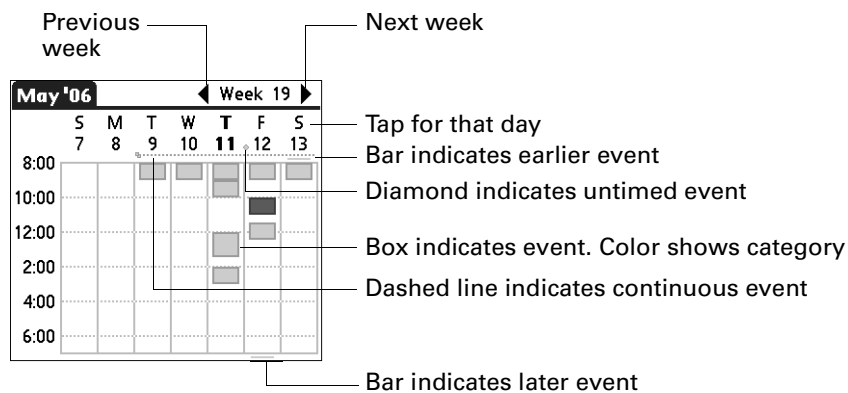 Previous week
Next week
May '06
Week 19
S M T W T F S
7 8 9 10 11 12 13
Tap for that day
Bar indicates earlier event
8:00
Diamond indicates untimed event
10:00
12:00
Box indicates event. Color shows category
2:00
Dashed line indicates continuous event
4:00
6:00
Bar indicates later event